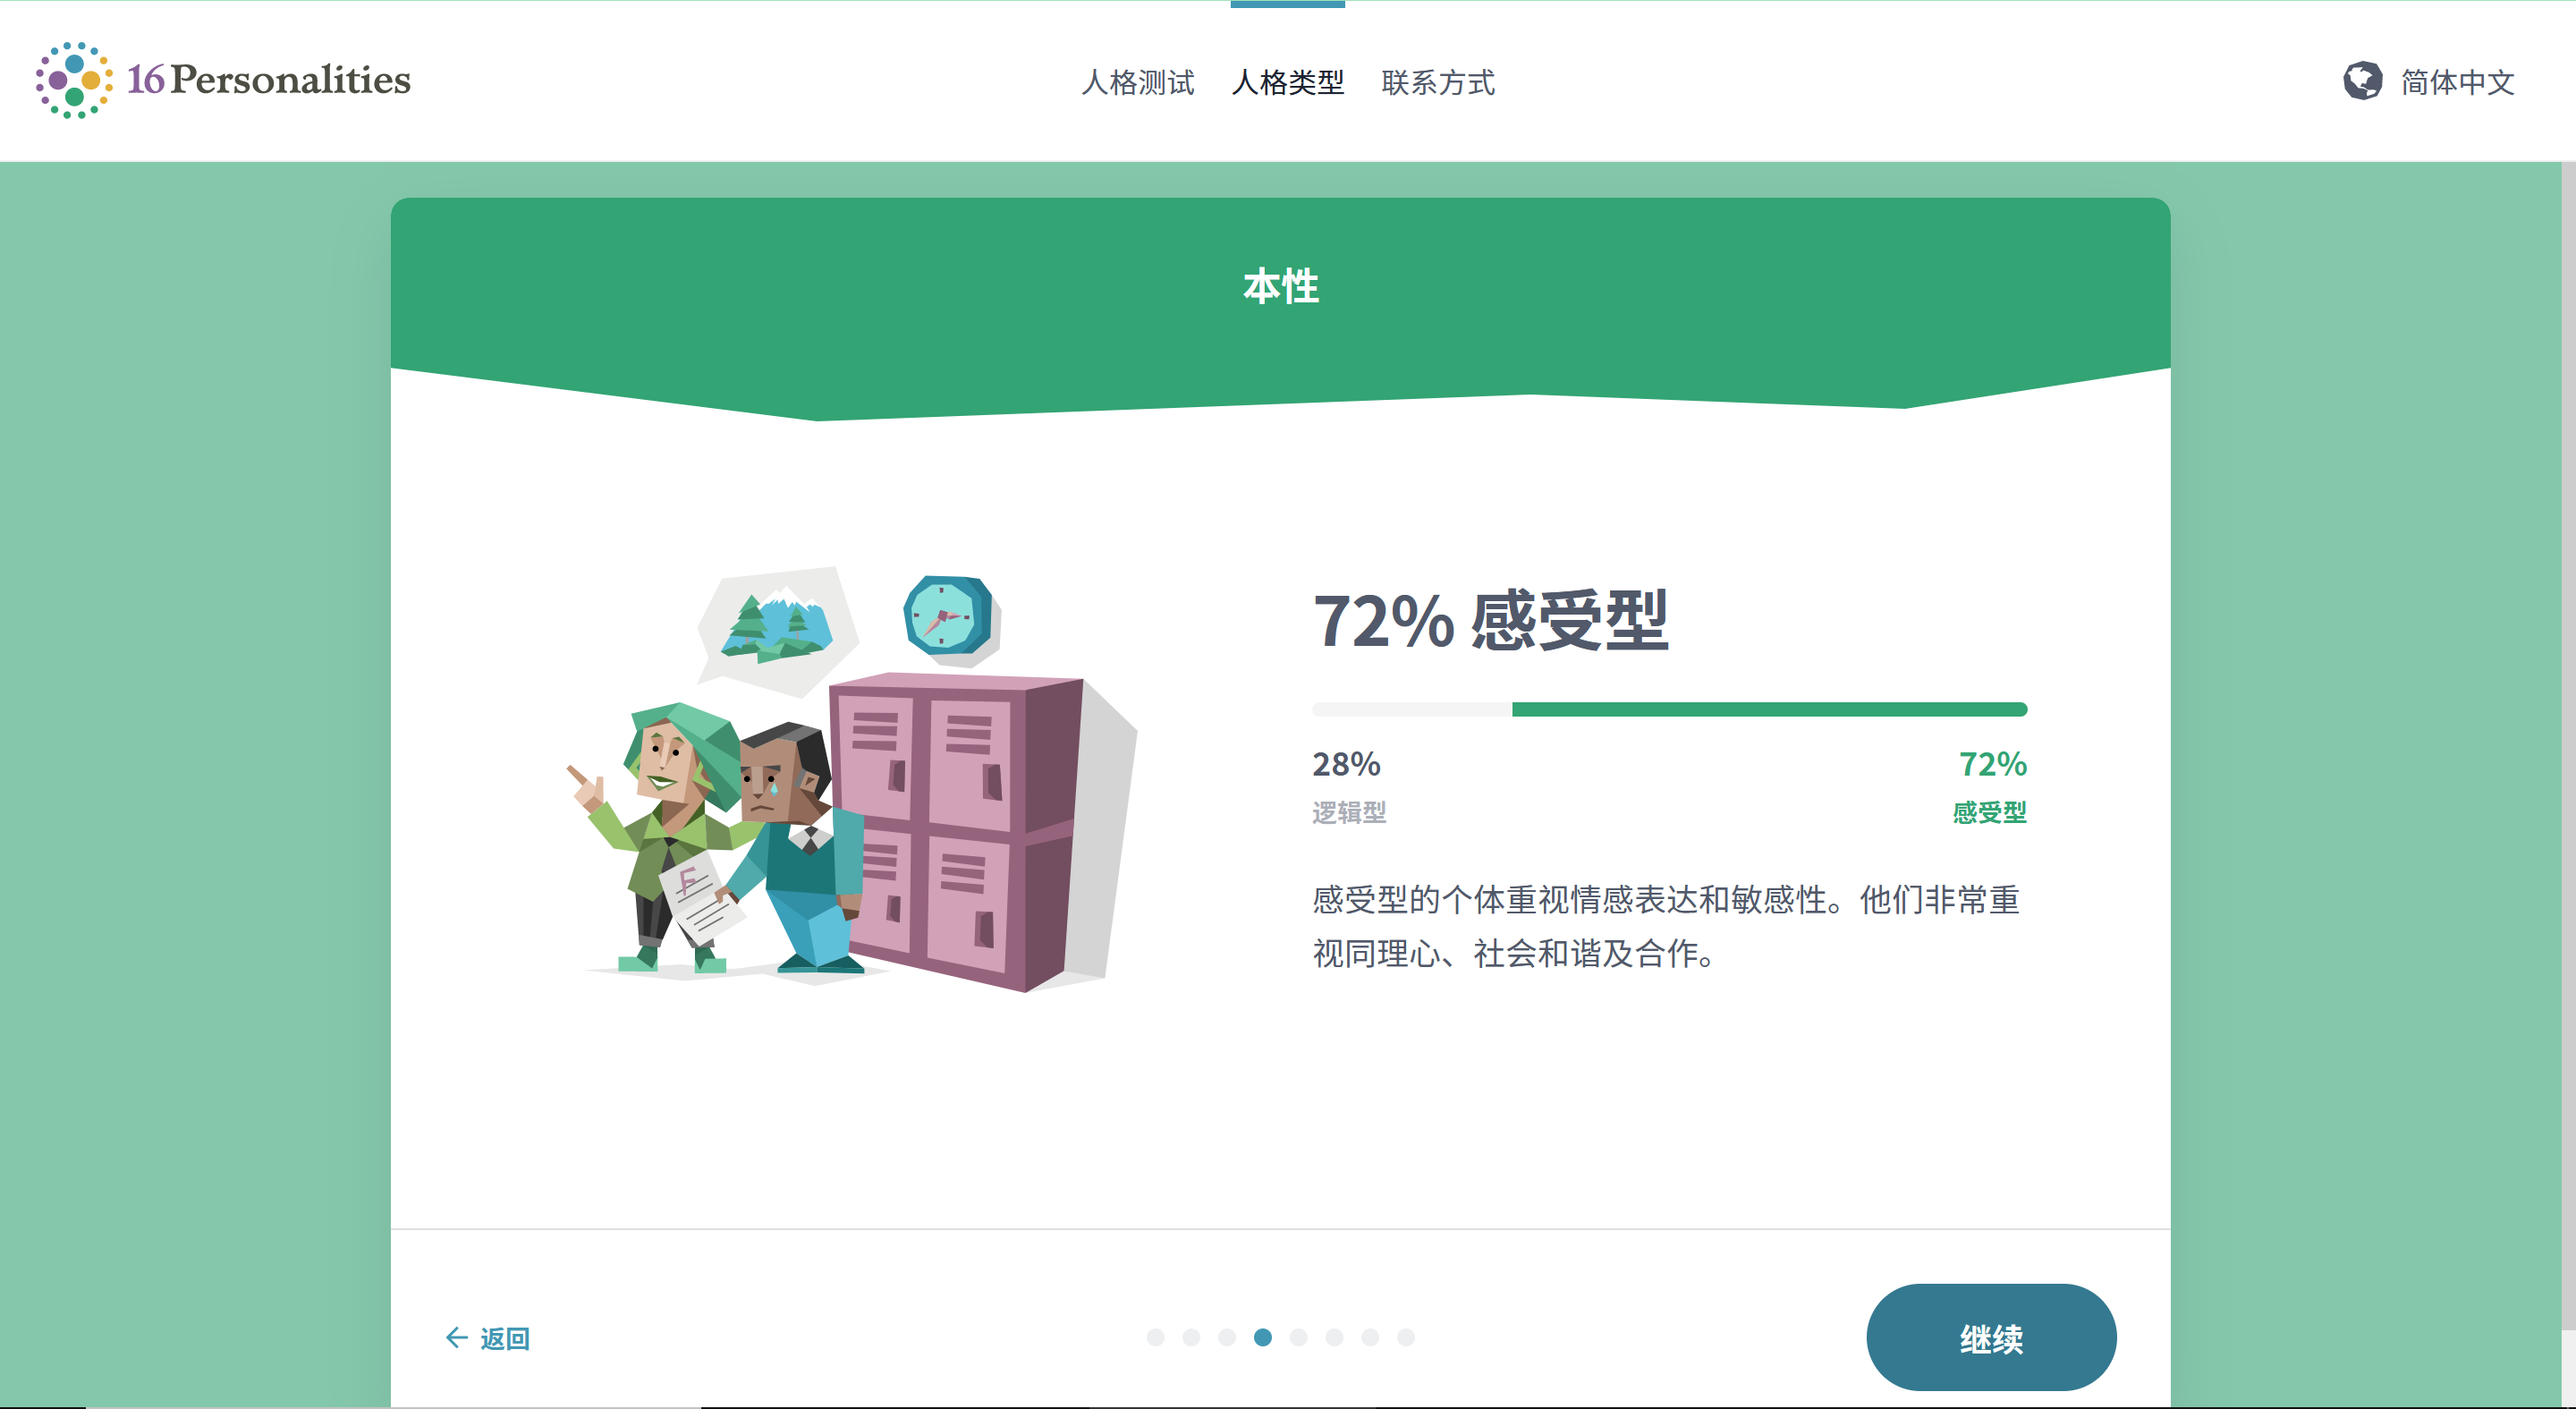 16Personalities
人格测试 人格类型 联系方式
简体中文
本性
F
72% 感受型
28% 72%
逻辑型 感受型
感受型的个体重视情感表达和敏感性。他们非常重
视同理心、社会和谐及合作。
返回
继续